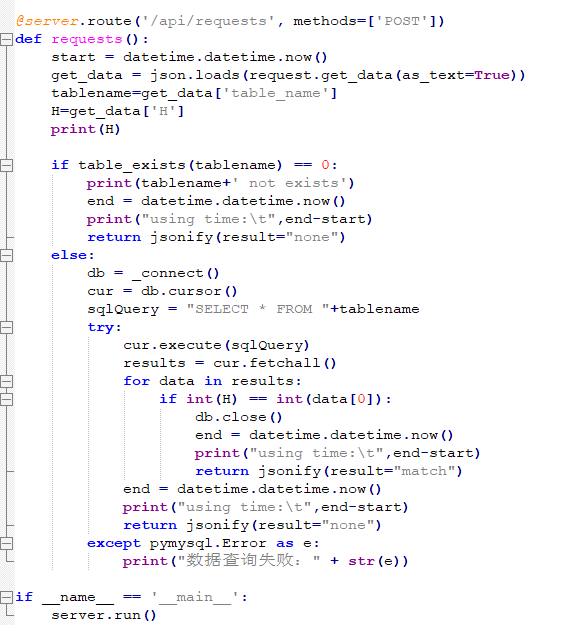 @server.route('/api/requests', methods=['POST'])
def requests():
    start = datetime.datetime.now()
    get_data = json.loads(request.get_data(as_text=True))
    tablename=get_data['table_name']
    H=get_data['H']
    print(H)

    if table_exists(tablename) == 0:
        print(tablename+' not exists')
        end = datetime.datetime.now()
        print("using time:\t",end-start)
        return jsonify(result="none")
    else:
        db = _connect()
        cur = db.cursor()
        sqlQuery = "SELECT * FROM "+tablename
        try:
            cur.execute(sqlQuery)
            results = cur.fetchall()
            for data in results:
                if int(H) == int(data[0]):
                    db.close()
                    end = datetime.datetime.now()
                    print("using time:\t",end-start)
                    return jsonify(result="match")
            end = datetime.datetime.now()
            print("using time:\t",end-start)
            return jsonify(result="none")
        except pymysql.Error as e:
            print("数据查询失败：" + str(e))

if __name__ == '__main__':
    server.run()